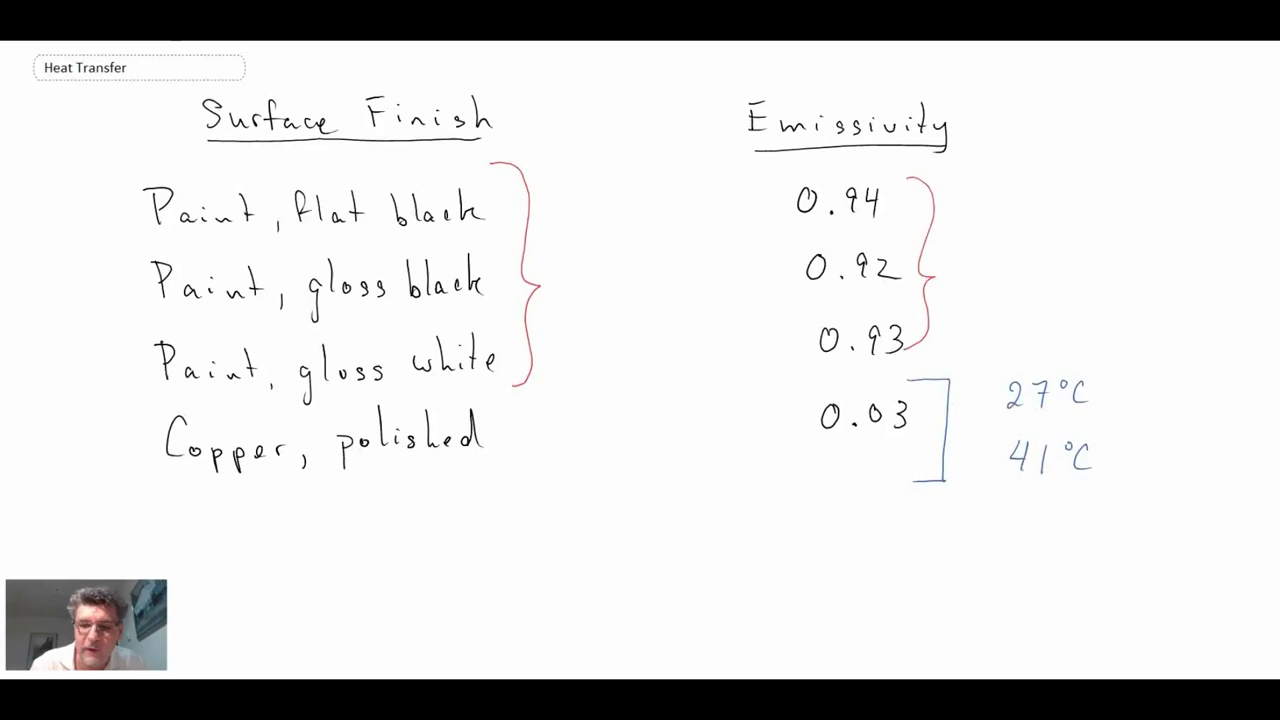 Heat Transfer
Surface Finish Emissivity
Paint, flat black 0.94
Paint, gloss black 0.92
Paint, gloss white 0.93
Copper, polished 0.03
27°C
41°C